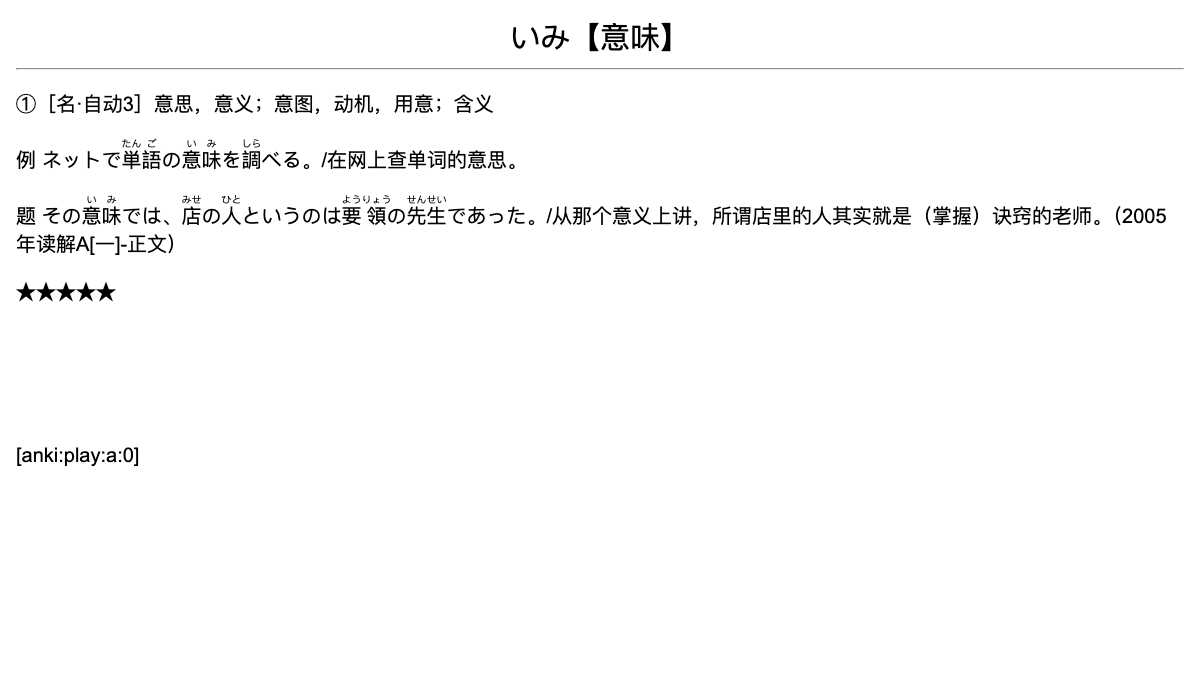 いみ【意味】
①［名·自动3］意思，意义；意图，动机，用意；含义
たん ご い み しら
例 ネットで単語の意味を調べる。/在网上查单词的意思。
い み みせ ひと ようりょう せんせい
题 その意味では、店の人というのは要領の先生であった。/从那个意义上讲，所谓店里的人其实就是（掌握）诀窍的老师。（2005
年读解A[一]-正文）
★★★★★
[anki:play:a:0]